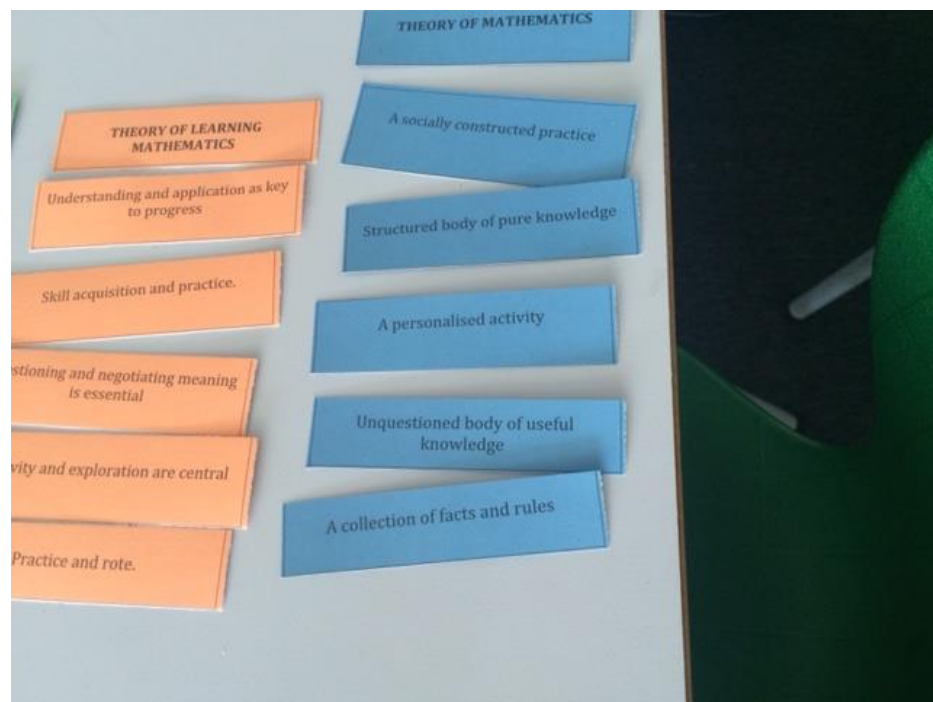 THEORY OF LEARNING
MATHEMATICS
Understanding and application as key
to progress
Skill acquisition and practice.
and negotiating meaning
is essential
and exploration are central
Practice and rote.
THEORY OF MATHEMATICS
A socially constructed practice
Structured body of pure knowledge
A personalised activity
Unquestioned body of useful
knowledge
A collection of facts and rules